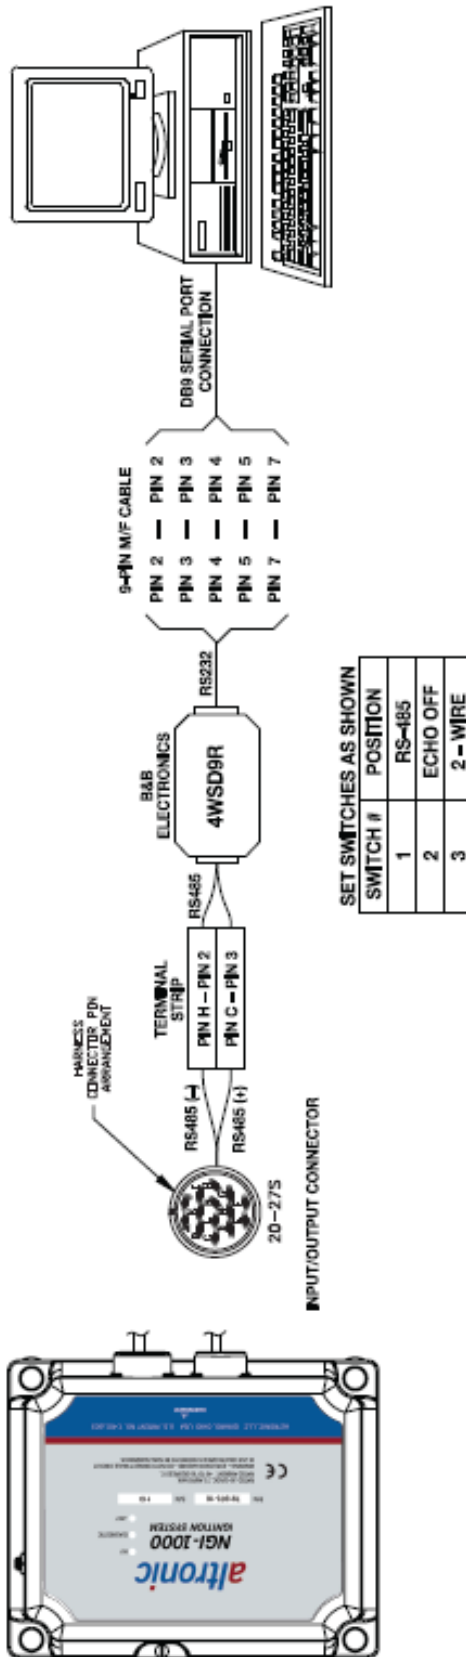 DB9 SERIAL PORT
CONNECTION
9-PIN M/F CABLE
PIN 2 — PIN 2
PIN 3 — PIN 3
PIN 4 — PIN 4
PIN 5 — PIN 5
PIN 7 — PIN 7
RS232
B&B
ELECTRONICS
4WSD9R
RS485
TERMINAL
STRIP
PIN H – PIN 2
PIN C – PIN 3
RS485 (–)
RS485 (+)
HARNESS
CONNECTOR PIN
ARRANGEMENT
20-27S
INPUT/OUTPUT CONNECTOR
SET SWITCHES AS SHOWN
SWITCH # POSITION
1 RS-485
2 ECHO OFF
3 2-WIRE
altronic
NGI-1000
IGNITION SYSTEM
CE